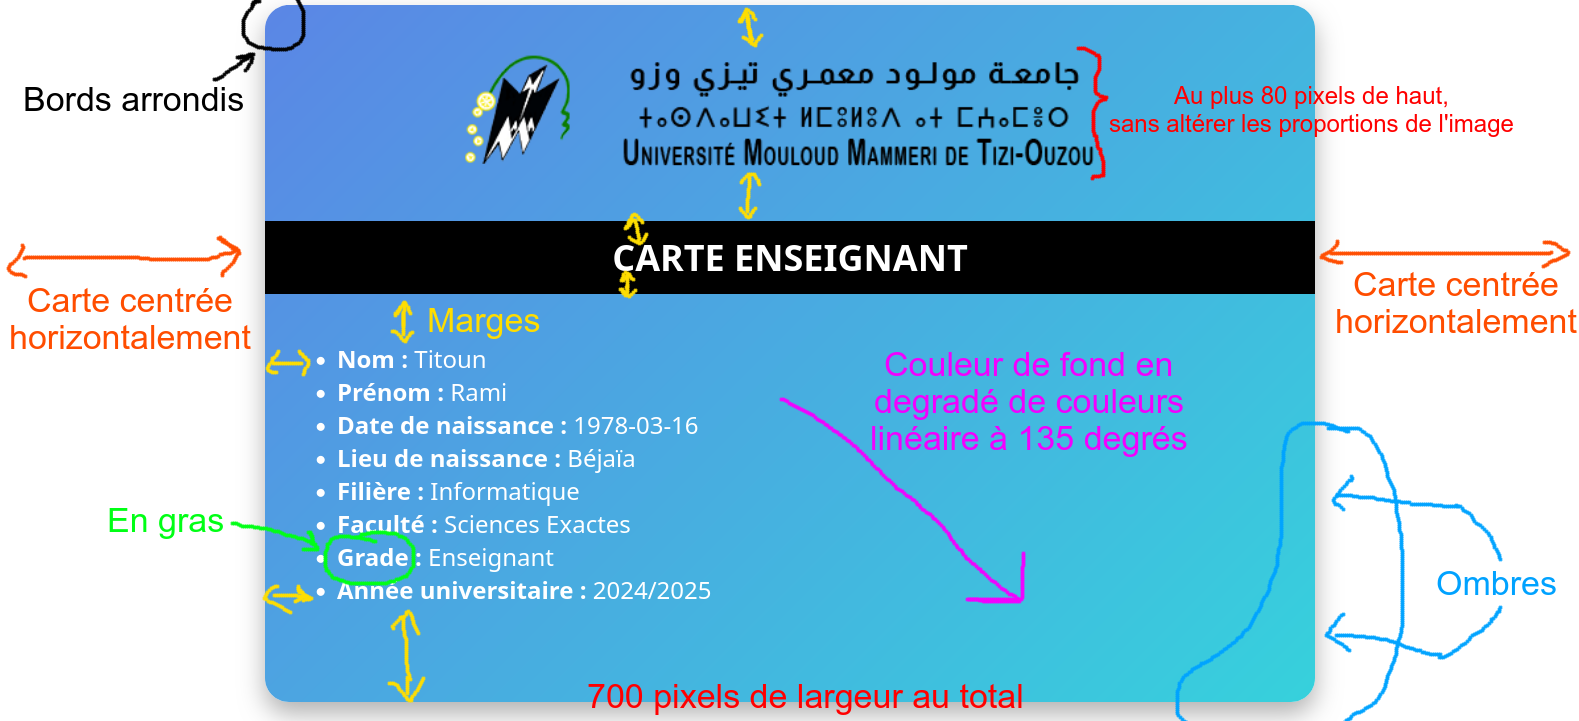 Bords arrondis
جامعة مولود معمري تيزي وزو
ⵜⴰⵙⴷⴰⵡⵉⵜ ⵍⵎⵓⵍⵓⴷ ⴰⵜ ⵎⵄⴰⵎⵓⵔ
UNIVERSITÉ MOULOUD MAMMERI DE TIZI-OUZOU
Au plus 80 pixels de haut,
sans altérer les proportions de l'image
CARTE ENSEIGNANT
Carte centrée
horizontalement
Carte centrée
horizontalement
Marges
Nom : Titoun
Prénom : Rami
Date de naissance : 1978-03-16
Lieu de naissance : Béjaïa
Filière : Informatique
Faculté : Sciences Exactes
Grade : Enseignant
Année universitaire : 2024/2025
Couleur de fond en
degradé de couleurs
linéaire à 135 degrés
En gras
Ombres
700 pixels de largeur au total